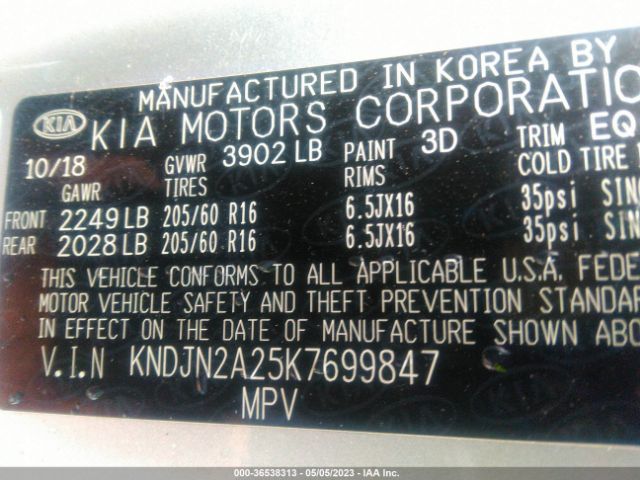 MANUFACTURED IN KOREA BY
KIA KIA MOTORS CORPORATIO
10/18 GVWR 3902 LB PAINT 3D TRIM EQ
GAWR TIRES RIMS COLD TIRE
FRONT 2249 LB 205/60 R16 6.5JX16 35psi SIN
REAR 2028 LB 205/60 R16 6.5JX16 35psi SIN
THIS VEHICLE CONFORMS TO ALL APPLICABLE U.S.A. FEDE
MOTOR VEHICLE SAFETY AND THEFT PREVENTION STANDAR
IN EFFECT ON THE DATE OF MANUFACTURE SHOWN ABO
V.I.N KNDJN2A25K7699847
MPV
000-36538313 — 05/05/2023 — IAA Inc.